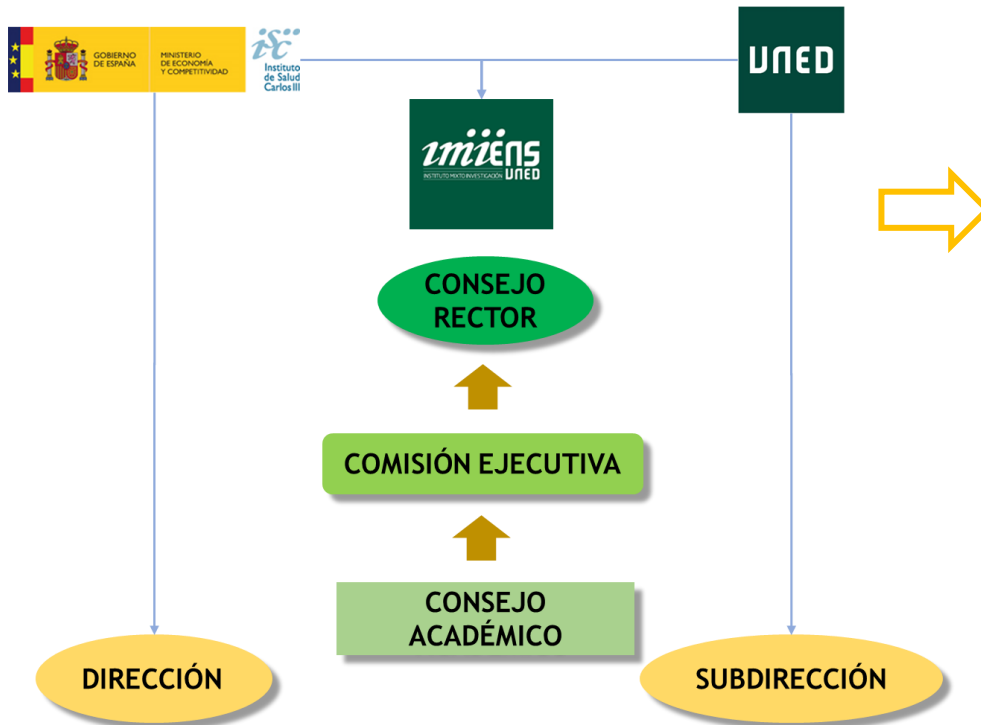 GOBIERNO
DE ESPAÑA
MINISTERIO
DE ECONOMÍA
Y COMPETITIVIDAD
isc
Instituto
de Salud
Carlos III
UNED
imiens
INSTITUTO MIXTO INVESTIGACIÓN UNED
CONSEJO
RECTOR
COMISIÓN EJECUTIVA
CONSEJO
ACADÉMICO
DIRECCIÓN
SUBDIRECCIÓN